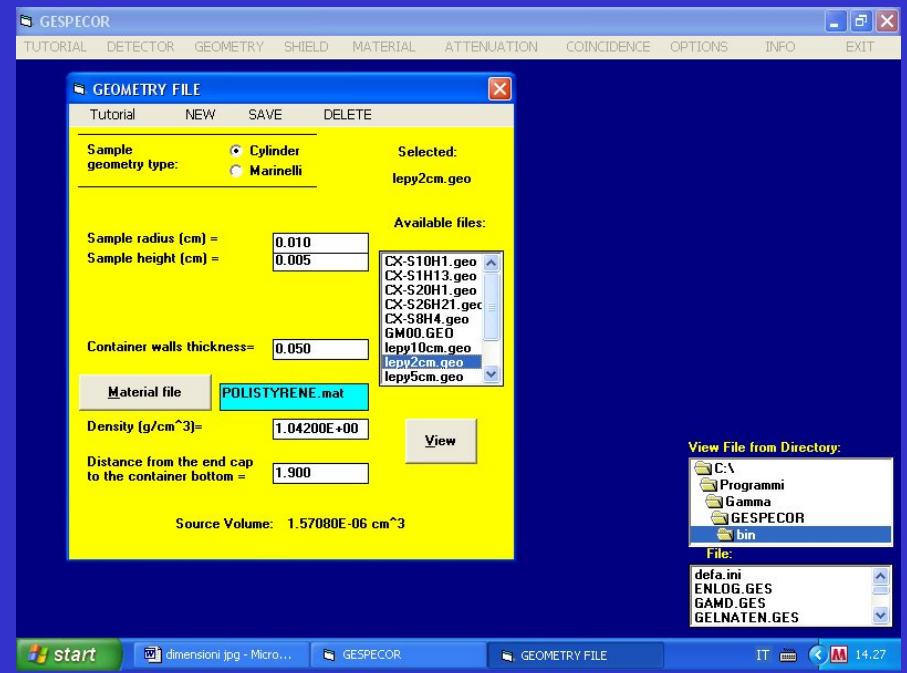 GESPECOR
TUTORIAL DETECTOR GEOMETRY SHIELD MATERIAL ATTENUATION COINCIDENCE OPTIONS INFO EXIT
GEOMETRY FILE
Tutorial NEW SAVE DELETE
Sample
geometry type:
Cylinder
Marinelli
Selected:
lepy2cm.geo
Available files:
Sample radius (cm) = 0.010
Sample height (cm) = 0.005
CX-S10H1.geo
CX-S1H13.geo
CX-S20H1.geo
CX-S26H21.geo
CX-S8H4.geo
GM00.GEO
lepy10cm.geo
lepy2cm.geo
lepy5cm.geo
Container walls thickness= 0.050
Material file POLISTYRENE.mat
Density (g/cm^3)= 1.04200E+00
View
Distance from the end cap
to the container bottom = 1.900
Source Volume: 1.57080E-06 cm^3
View File from Directory:
C:\
Programmi
Gamma
GESPECOR
bin
File:
defa.ini
ENLOG.GES
GAMD.GES
GELNATEN.GES
start dimensioni jpg - Micro... GESPECOR GEOMETRY FILE IT M 14.27